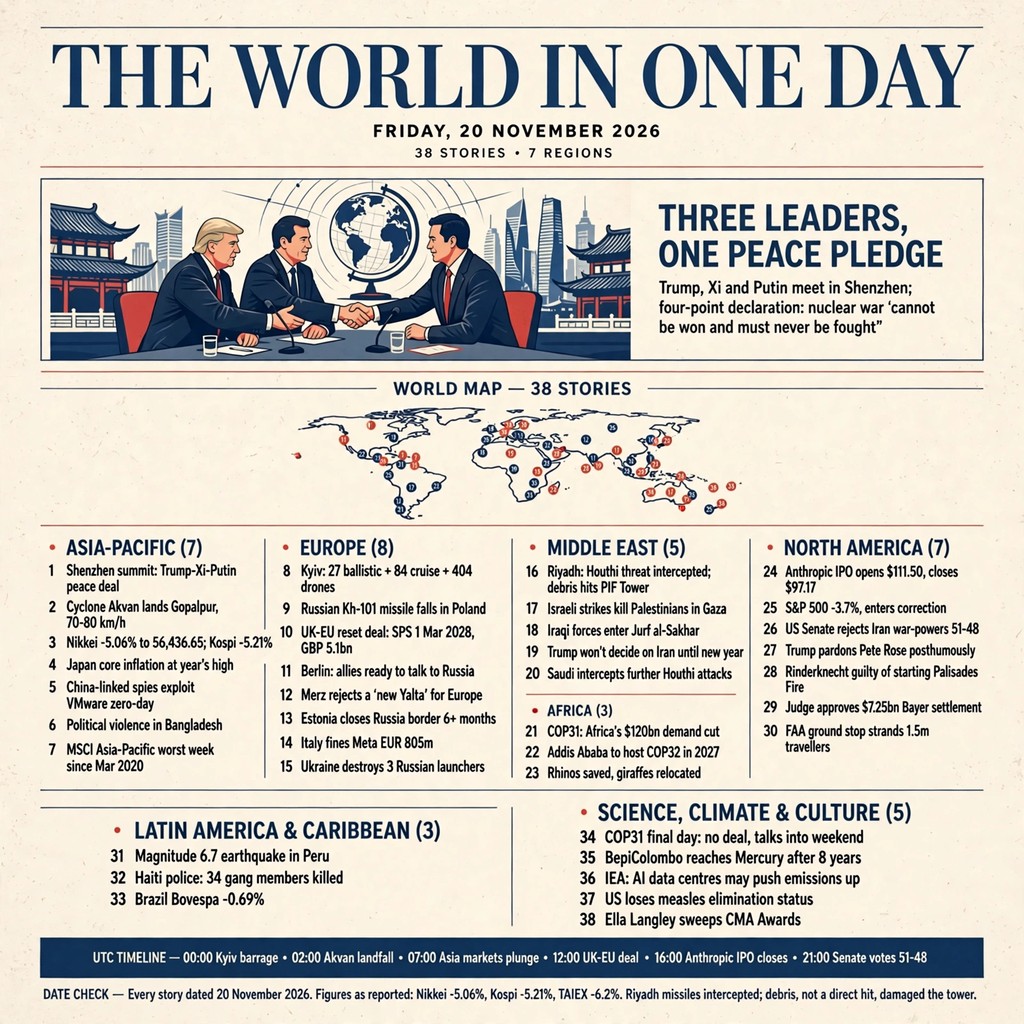 THE WORLD IN ONE DAY
FRIDAY, 20 NOVEMBER 2026
38 STORIES • 7 REGIONS
THREE LEADERS,
ONE PEACE PLEDGE
Trump, Xi and Putin meet in Shenzhen;
four-point declaration: nuclear war ‘cannot
be won and must never be fought”
WORLD MAP — 38 STORIES
• ASIA-PACIFIC (7)
1 Shenzhen summit: Trump-Xi-Putin
peace deal
2 Cyclone Akvan lands Gopalpur,
70-80 km/h
3 Nikkei -5.06% to 56,436.65; Kospi -5.21%
4 Japan core inflation at year’s high
5 China-linked spies exploit
VMware zero-day
6 Political violence in Bangladesh
7 MSCI Asia-Pacific worst week
since Mar 2020
• EUROPE (8)
8 Kyiv: 27 ballistic + 84 cruise + 404
drones
9 Russian Kh-101 missile falls in Poland
10 UK-EU reset deal: SPS 1 Mar 2028,
GBP 5.1bn
11 Berlin: allies ready to talk to Russia
12 Merz rejects a ‘new Yalta’ for Europe
13 Estonia closes Russia border 6+ months
14 Italy fines Meta EUR 805m
15 Ukraine destroys 3 Russian launchers
• MIDDLE EAST (5)
16 Riyadh: Houthi threat intercepted;
debris hits PIF Tower
17 Israeli strikes kill Palestinians in Gaza
18 Iraqi forces enter Jurf al-Sakhar
19 Trump won’t decide on Iran until new year
20 Saudi intercepts further Houthi attacks
• AFRICA (3)
21 COP31: Africa’s $120bn demand cut
22 Addis Ababa to host COP32 in 2027
23 Rhinos saved, giraffes relocated
• NORTH AMERICA (7)
24 Anthropic IPO opens $111.50, closes
$97.17
25 S&P 500 -3.7%, enters correction
26 US Senate rejects Iran war-powers 51-48
27 Trump pardons Pete Rose posthumously
28 Rinderknecht guilty of starting Palisades
Fire
29 Judge approves $7.25bn Bayer settlement
30 FAA ground stop strands 1.5m
travellers
• LATIN AMERICA & CARIBBEAN (3)
31 Magnitude 6.7 earthquake in Peru
32 Haiti police: 34 gang members killed
33 Brazil Bovespa -0.69%
• SCIENCE, CLIMATE & CULTURE (5)
34 COP31 final day: no deal, talks into weekend
35 BepiColombo reaches Mercury after 8 years
36 IEA: AI data centres may push emissions up
37 US loses measles elimination status
38 Ella Langley sweeps CMA Awards
UTC TIMELINE — 00:00 Kyiv barrage • 02:00 Akvan landfall • 07:00 Asia markets plunge • 12:00 UK-EU deal • 16:00 Anthropic IPO closes • 21:00 Senate votes 51-48
DATE CHECK — Every story dated 20 November 2026. Figures as reported: Nikkei -5.06%, Kospi -5.21%, TAIEX -6.2%. Riyadh missiles intercepted; debris, not a direct hit, damaged the tower.